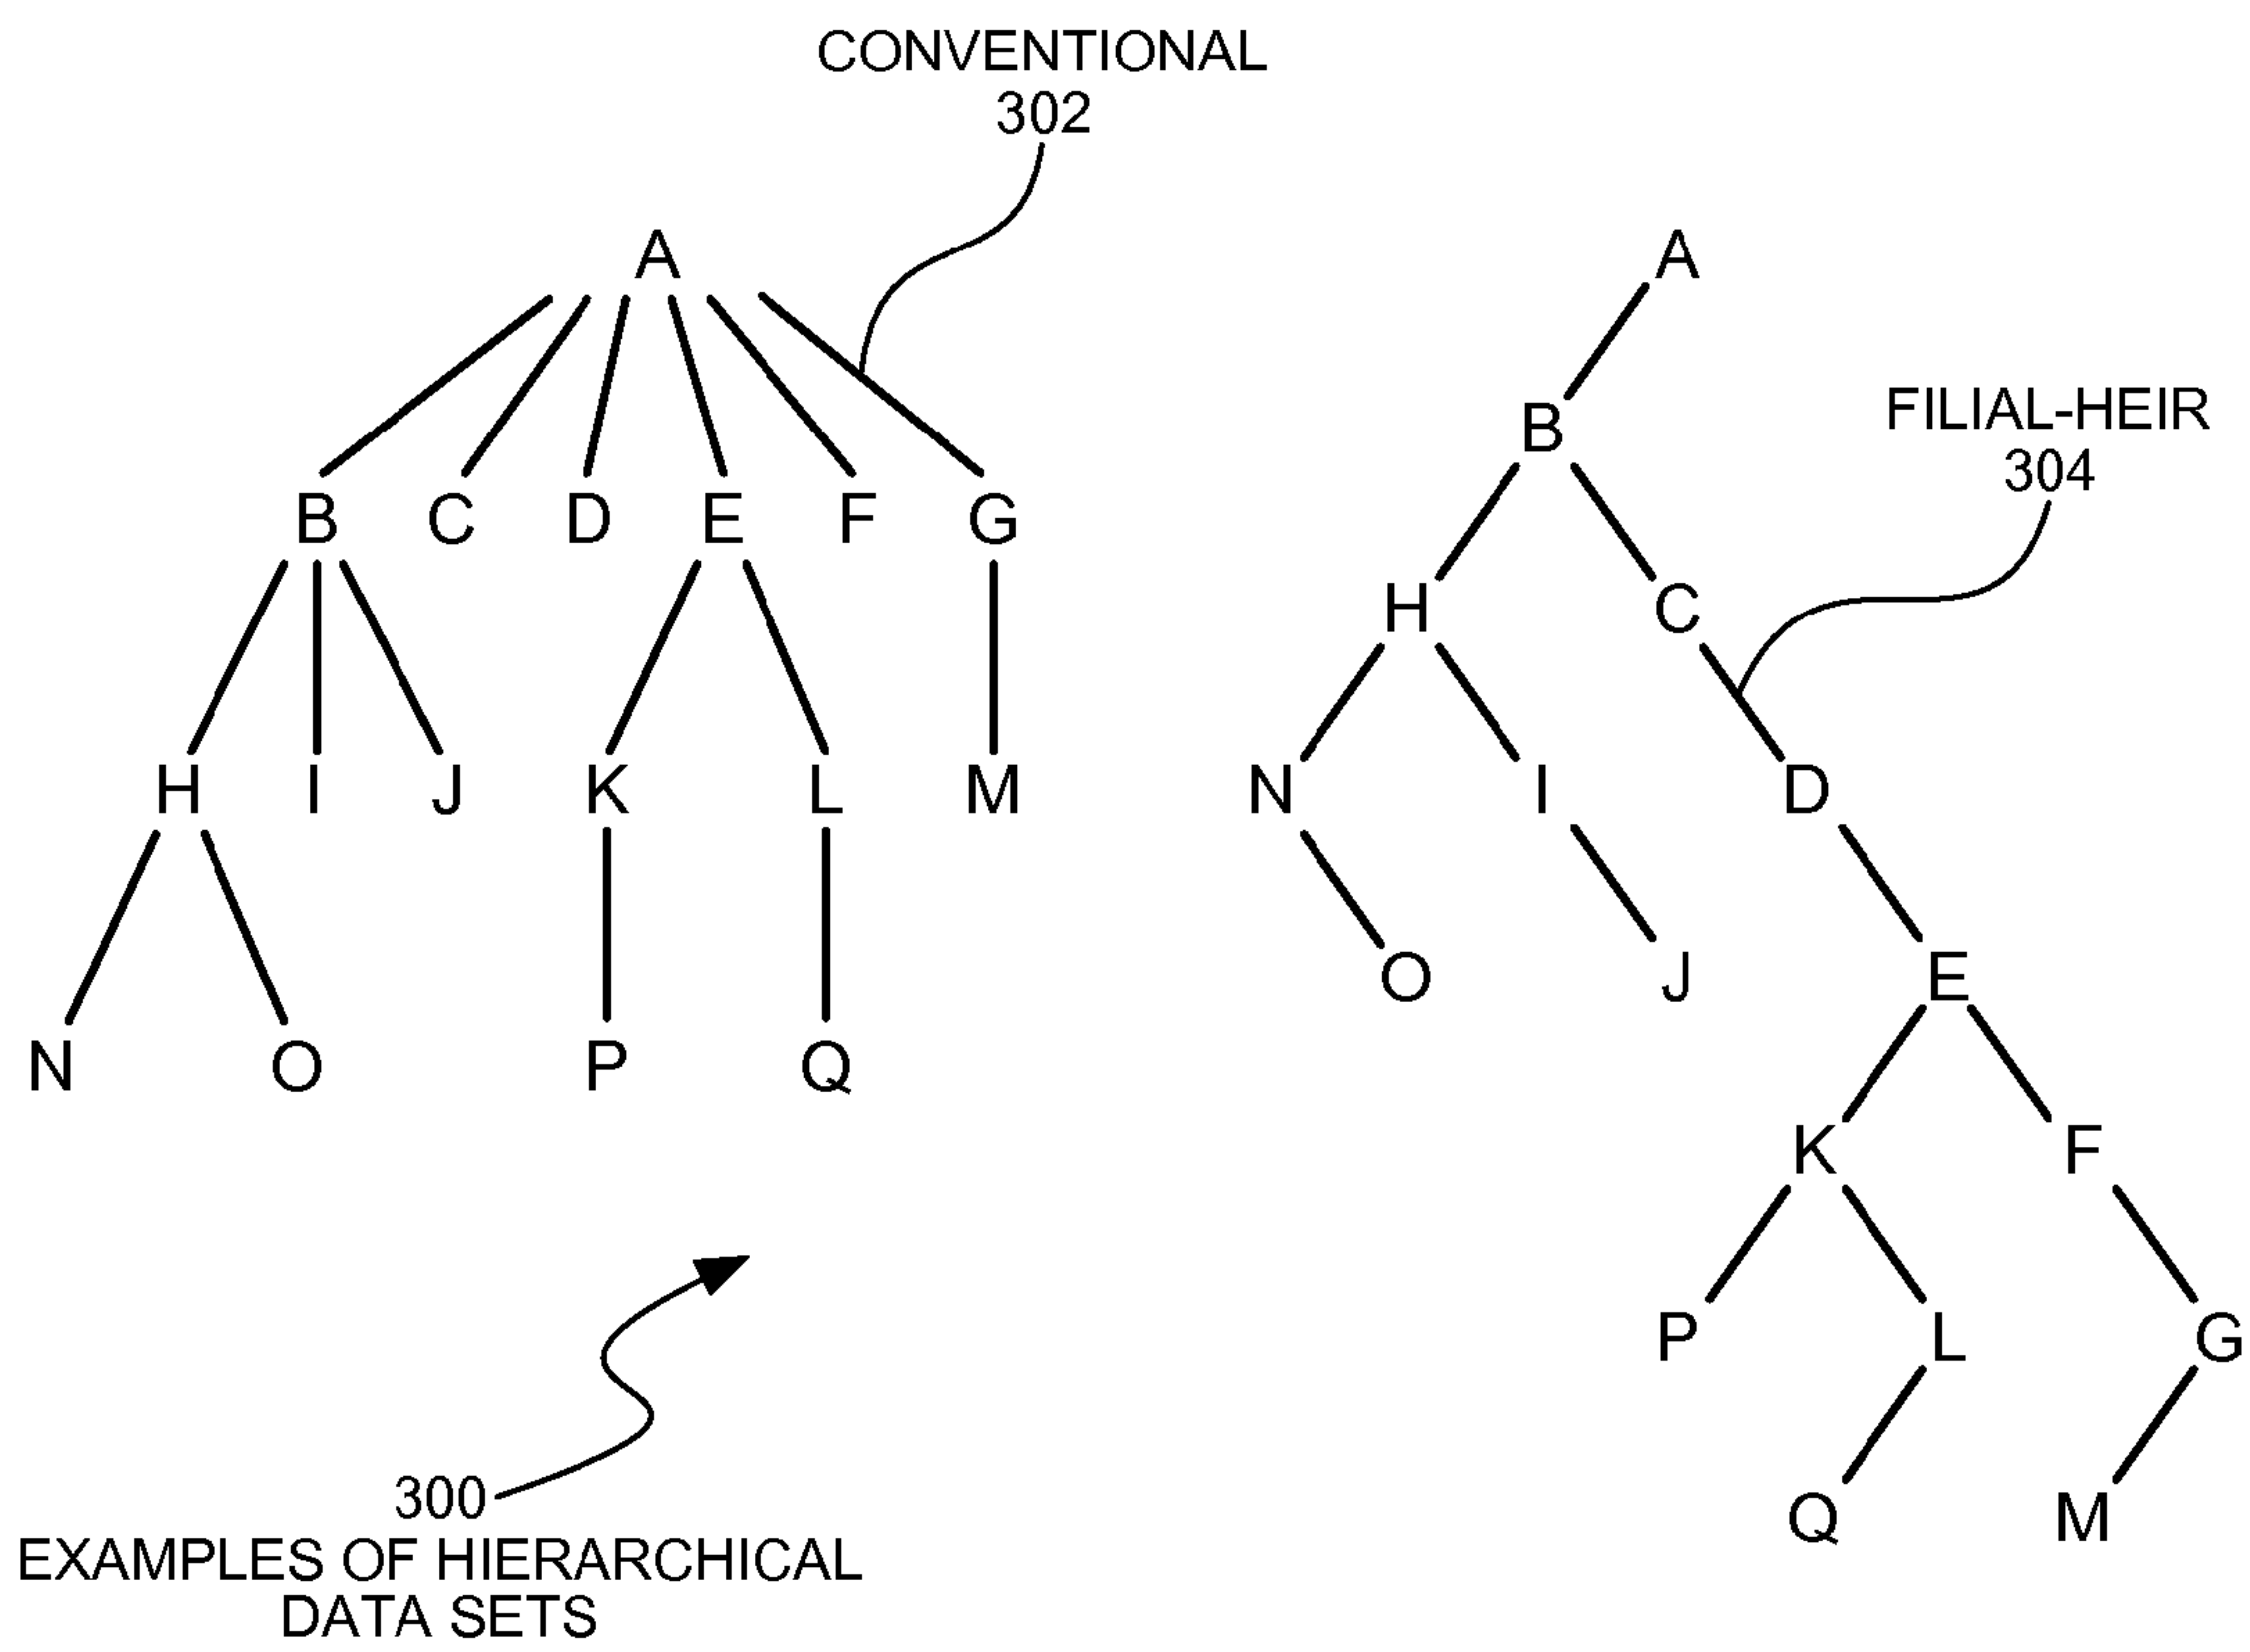 CONVENTIONAL
302
A
B C D E F G
H I J K L M
N O P Q
A
B
FILIAL-HEIR
304
H C
N I D
O J E
K F
P L G
Q M
300
EXAMPLES OF HIERARCHICAL
DATA SETS